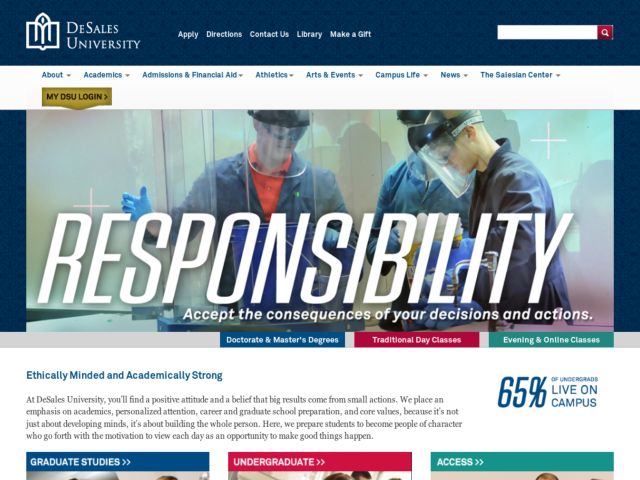 DESALES
UNIVERSITY
Apply Directions Contact Us Library Make a Gift
About Academics Admissions & Financial Aid Athletics Arts & Events Campus Life News The Salesian Center
MY DSU LOGIN >
RESPONSIBILITY
Accept the consequences of your decisions and actions.
Doctorate & Master's Degrees Traditional Day Classes Evening & Online Classes
Ethically Minded and Academically Strong
At DeSales University, you'll find a positive attitude and a belief that big results come from small actions. We place an
emphasis on academics, personalized attention, career and graduate school preparation, and core values, because it's not
just about developing minds, it's about building the whole person. Here, we prepare students to become people of character
who go forth with the motivation to view each day as an opportunity to make good things happen.
65% OF UNDERGRADS
LIVE ON
CAMPUS
GRADUATE STUDIES >> UNDERGRADUATE >> ACCESS >>